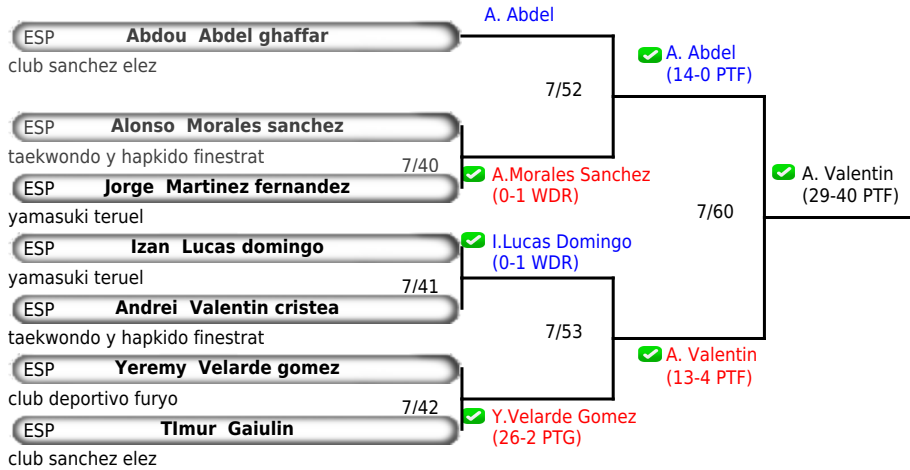 A. Abdel
ESP Abdou Abdel ghaffar
club sanchez elez
A. Abdel
(14-0 PTF)
7/52
ESP Alonso Morales sanchez
taekwondo y hapkido finestrat
7/40
A.Morales Sanchez
(0-1 WDR)
ESP Jorge Martinez fernandez
yamasuki teruel
A. Valentin
(29-40 PTF)
7/60
ESP Izan Lucas domingo
I.Lucas Domingo
(0-1 WDR)
yamasuki teruel
7/41
ESP Andrei Valentin cristea
taekwondo y hapkido finestrat
7/53
A. Valentin
(13-4 PTF)
ESP Yeremy Velarde gomez
club deportivo furyo
7/42
Y.Velarde Gomez
(26-2 PTG)
ESP TImur Gaiulin
club sanchez elez